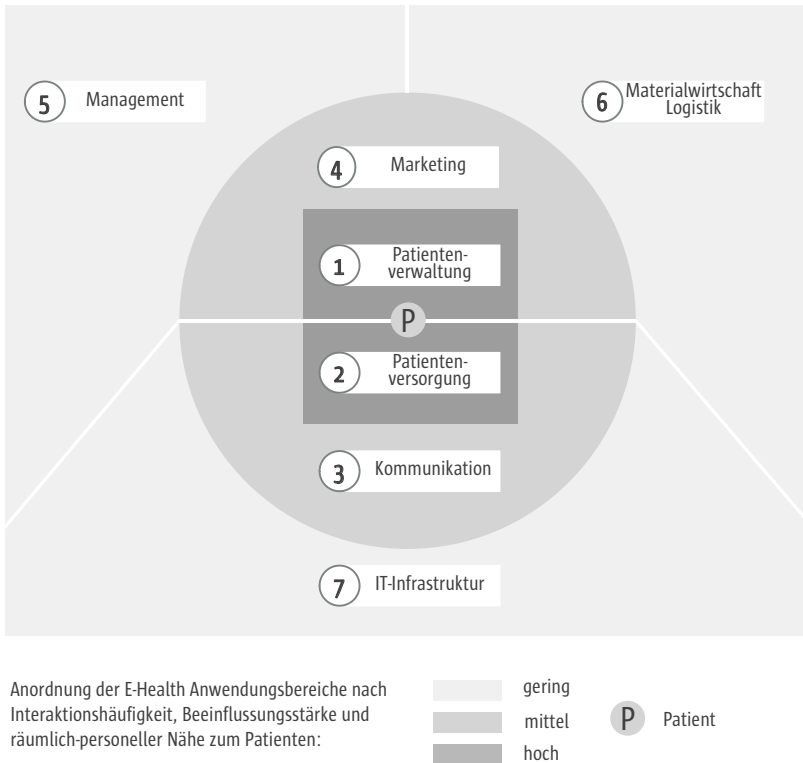 5 Management
6 Materialwirtschaft
Logistik
4 Marketing
1 Patienten-
verwaltung
P
2 Patienten-
versorgung
3 Kommunikation
7 IT-Infrastruktur
Anordnung der E-Health Anwendungsbereiche nach
Interaktionshäufigkeit, Beeinflussungsstärke und
räumlich-personeller Nähe zum Patienten:
gering
mittel
hoch
P Patient